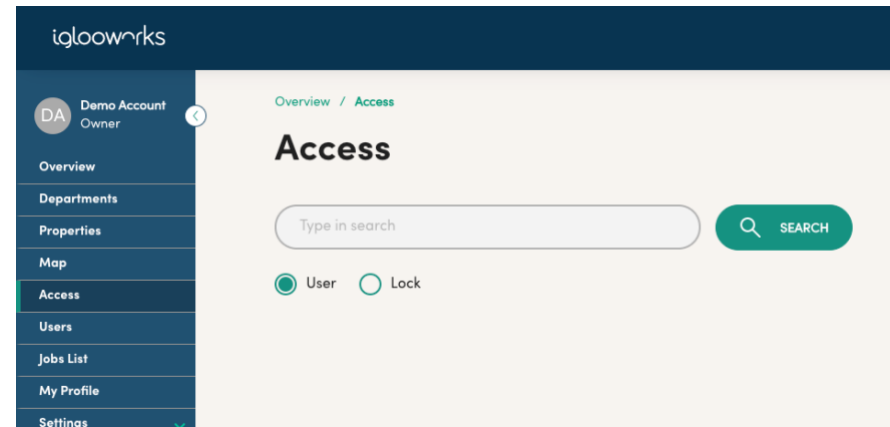 iglooworks
DA
Demo Account
Owner
Overview
Departments
Properties
Map
Access
Users
Jobs List
My Profile
Settings
Overview / Access
Access
Type in search
SEARCH
User
Lock